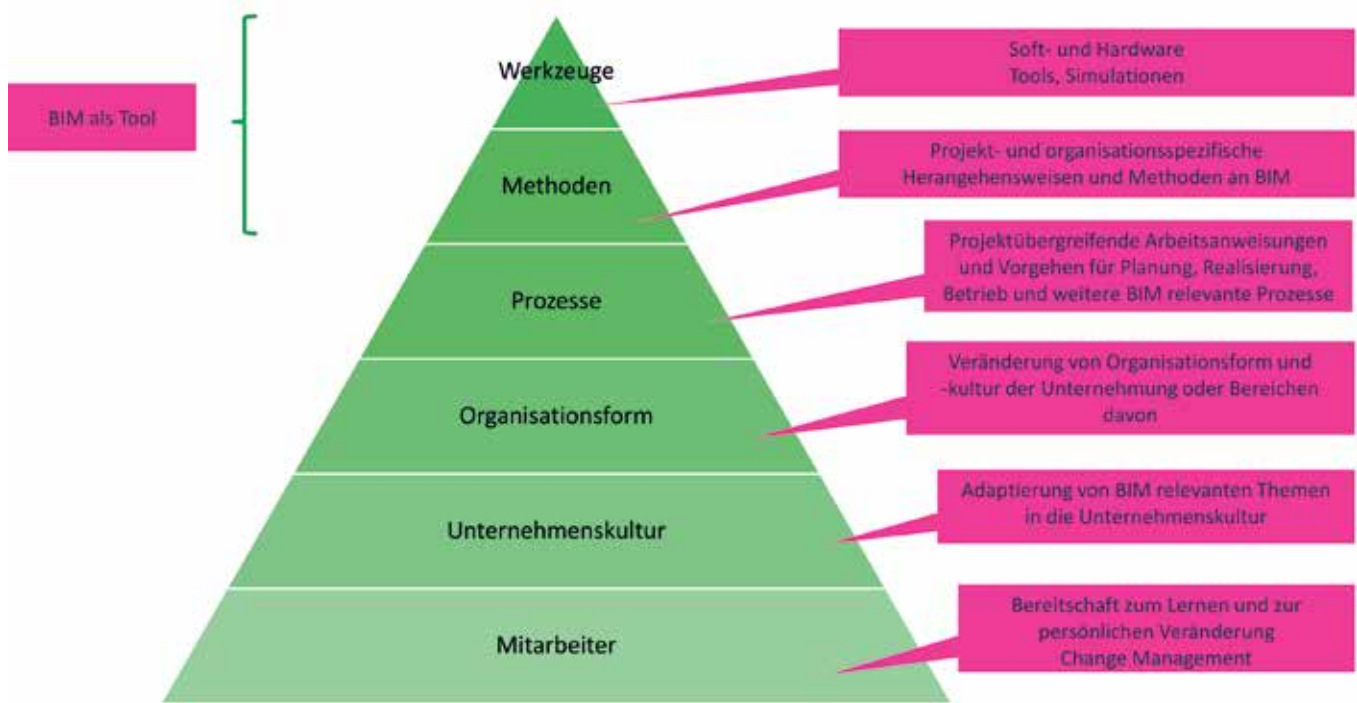 Werkzeuge
Soft- und Hardware
Tools, Simulationen
BIM als Tool
Methoden
Projekt- und organisationsspezifische
Herangehensweisen und Methoden an BIM
Prozesse
Projektübergreifende Arbeitsanweisungen
und Vorgehen für Planung, Realisierung,
Betrieb und weitere BIM relevante Prozesse
Organisationsform
Veränderung von Organisationsform und
-kultur der Unternehmung oder Bereichen
davon
Unternehmenskultur
Adaptierung von BIM relevanten Themen
in die Unternehmenskultur
Mitarbeiter
Bereitschaft zum Lernen und zur
persönlichen Veränderung
Change Management